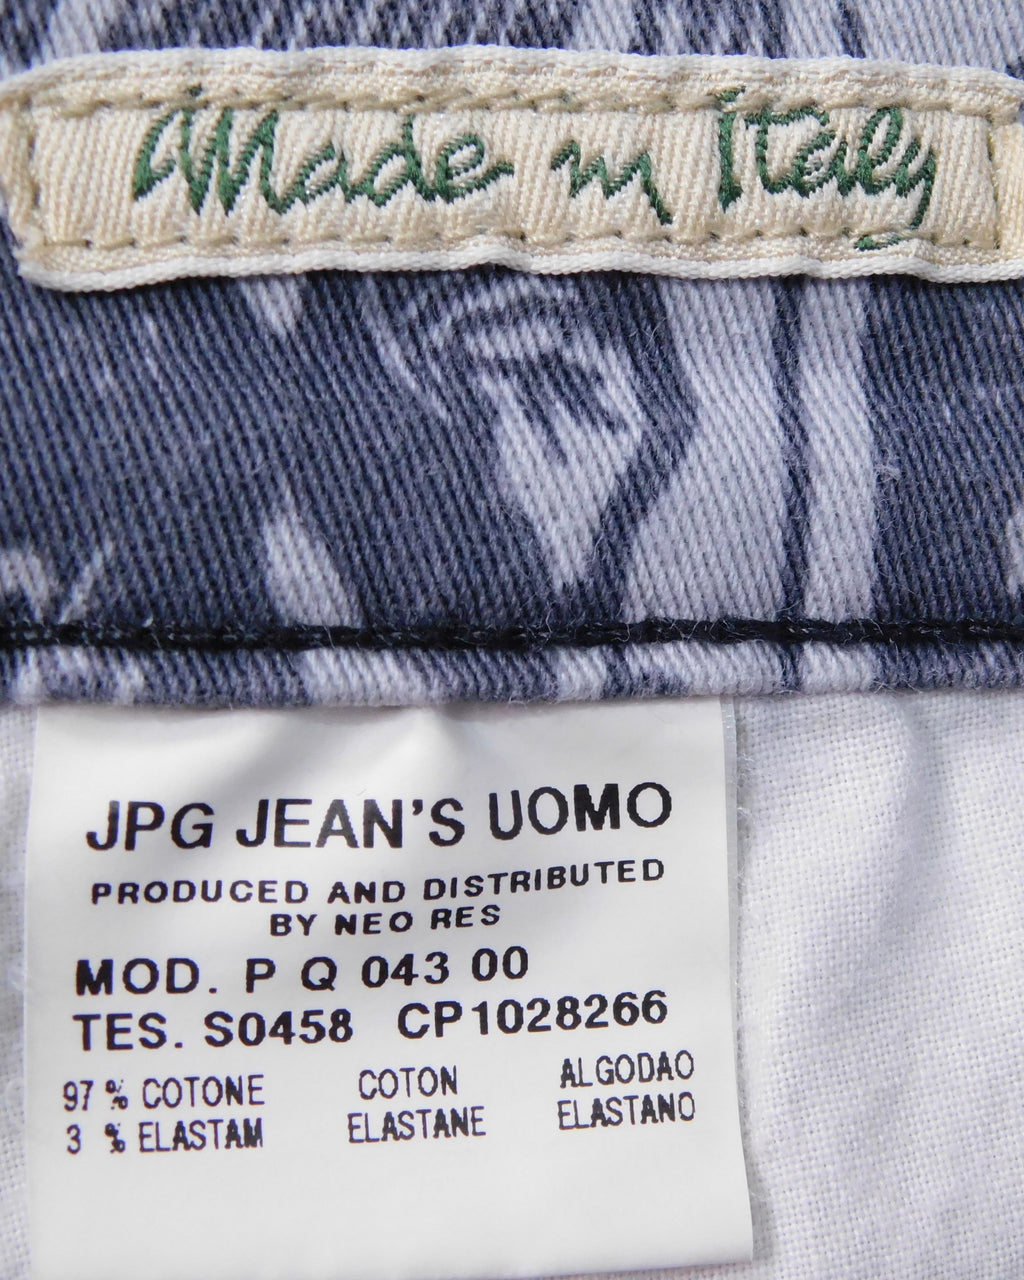 Made in Italy
JPG JEAN'S UOMO
PRODUCED AND DISTRIBUTED
BY NEO RES
MOD. P Q 043 00
TES. S0458 CP1028266
97 % COTONE COTON ALGODAO
3 % ELASTAM ELASTANE ELASTANO